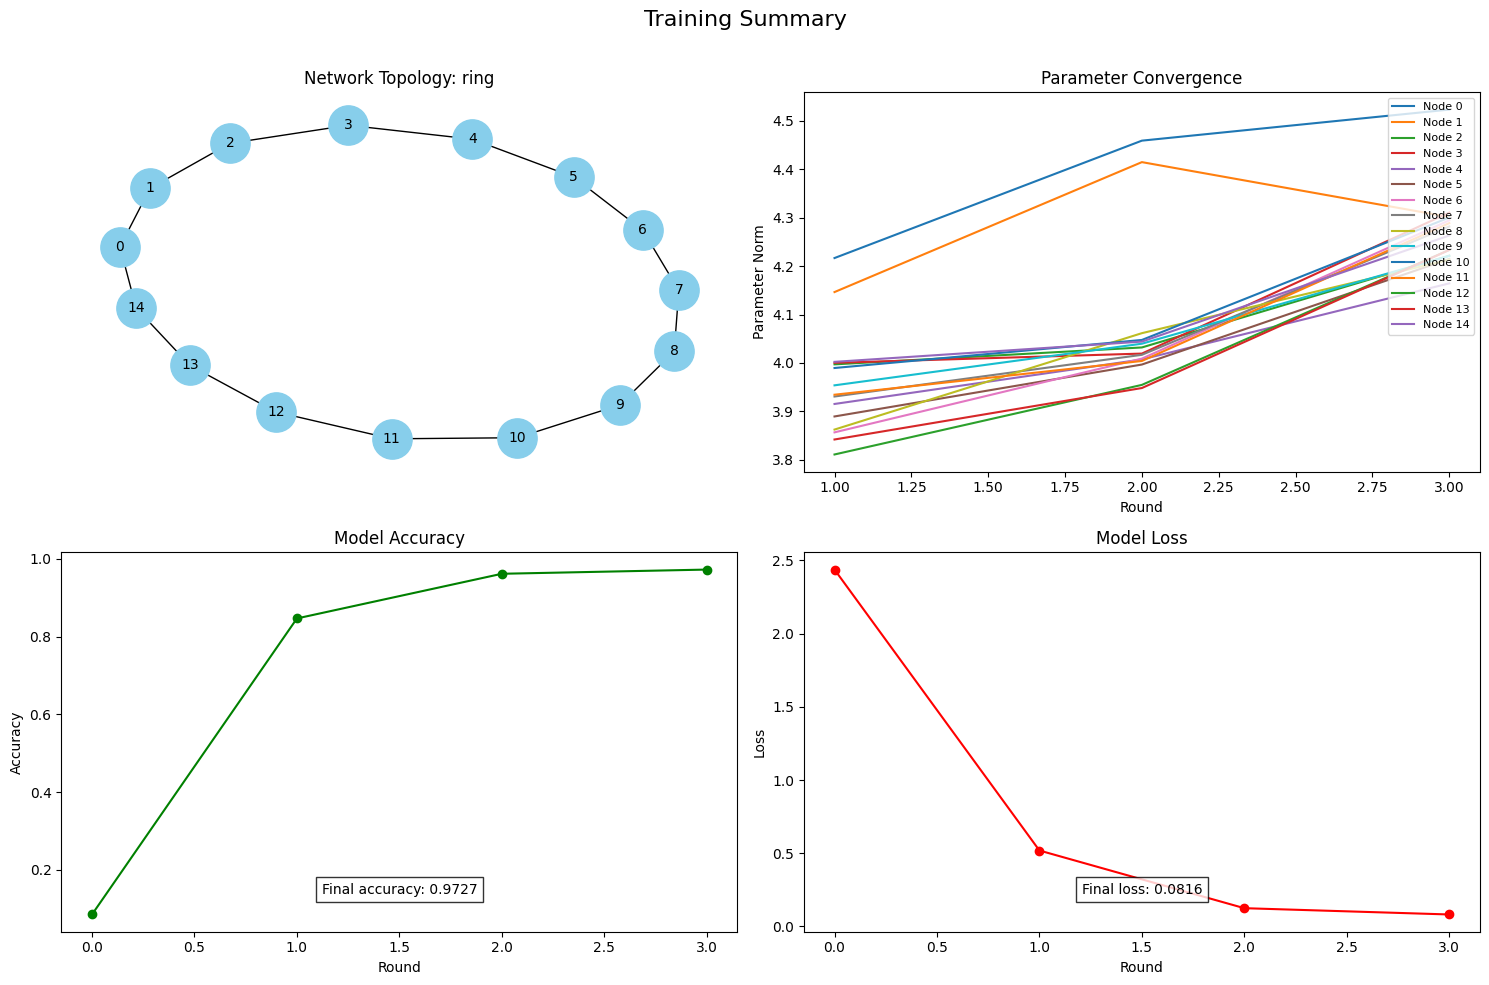 Training Summary
Network Topology: ring
3
2
4
5
1
6
0
7
14
8
13
9
12
11
10
Parameter Convergence
Parameter Norm
4.5
4.4
4.3
4.2
4.1
4.0
3.9
3.8
Node 0
Node 1
Node 2
Node 3
Node 4
Node 5
Node 6
Node 7
Node 8
Node 9
Node 10
Node 11
Node 12
Node 13
Node 14
1.00 1.25 1.50 1.75 2.00 2.25 2.50 2.75 3.00
Round
Model Accuracy
Accuracy
1.0
0.8
0.6
0.4
0.2
Final accuracy: 0.9727
0.0 0.5 1.0 1.5 2.0 2.5 3.0
Round
Model Loss
Loss
2.5
2.0
1.5
1.0
0.5
0.0
Final loss: 0.0816
0.0 0.5 1.0 1.5 2.0 2.5 3.0
Round